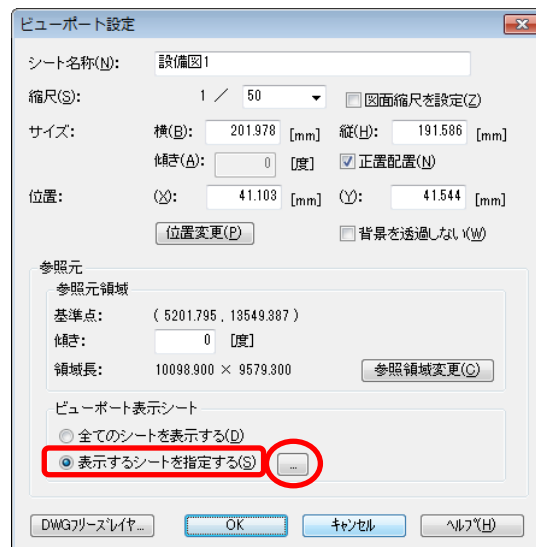 ビューポート設定
シート名称(N): 設備図1
縮尺(S): 1 ／ 50 図面縮尺を設定(Z)
サイズ: 横(B): 201.978 [mm] 縦(H): 191.586 [mm]
傾き(A): 0 [度] 正置配置(N)
位置: (X): 41.103 [mm] (Y): 41.544 [mm]
位置変更(P) 背景を透過しない(W)
参照元
参照元領域
基準点: ( 5201.795 , 13549.387 )
傾き: 0 [度]
領域長: 10098.900 × 9579.300 参照領域変更(C)
ビューポート表示シート
全てのシートを表示する(D)
表示するシートを指定する(S) ...
DWGフリーズレイヤ... OK キャンセル ヘルプ(H)